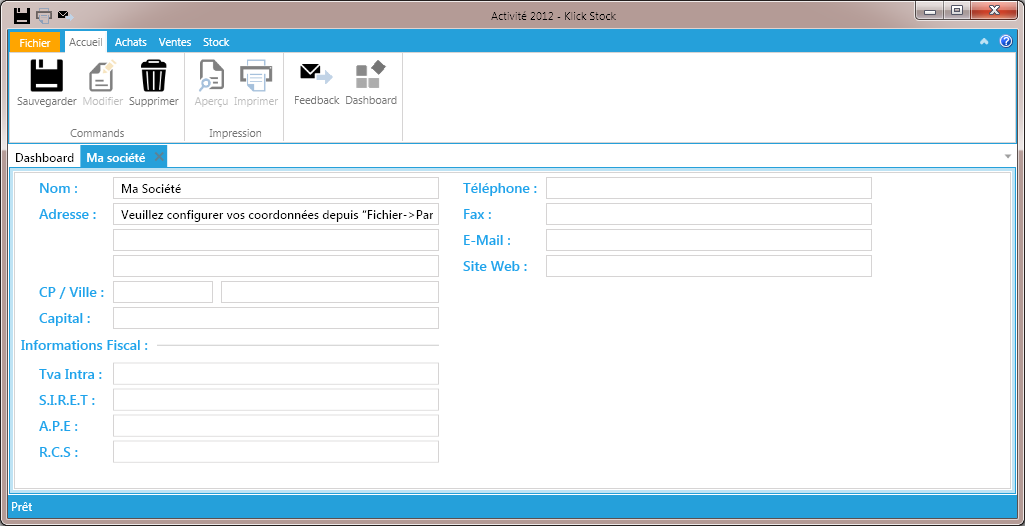 Activité 2012 - Klick Stock
Fichier Accueil Achats Ventes Stock
Sauvegarder Modifier Supprimer Aperçu Imprimer Feedback Dashboard
Commands Impression
Dashboard Ma société
Nom : Ma Société Téléphone :
Adresse : Veuillez configurer vos coordonnées depuis "Fichier->Par Fax :
E-Mail :
Site Web :
CP / Ville :
Capital :
Informations Fiscal :
Tva Intra :
S.I.R.E.T :
A.P.E :
R.C.S :
Prêt